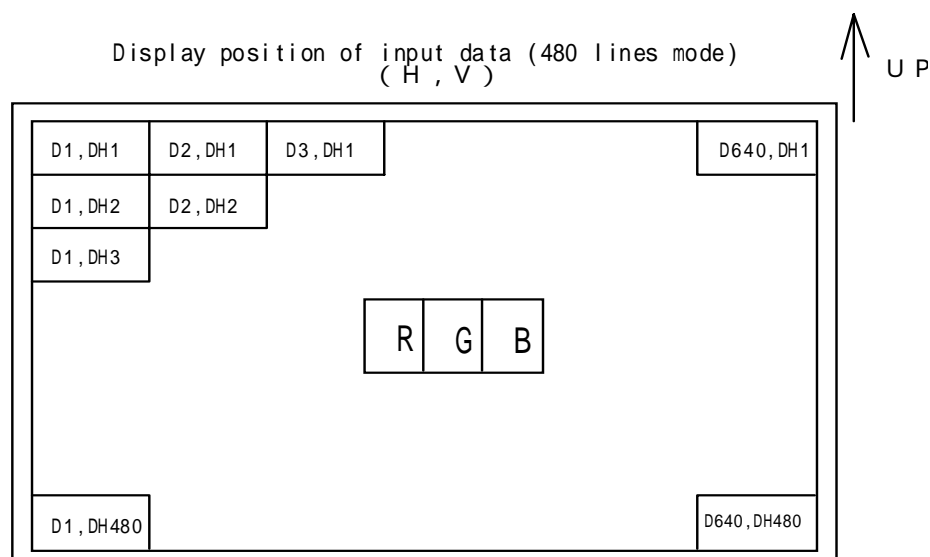 Display position of input data (480 lines mode)
( H , V )
UP
D1,DH1 D2,DH1 D3,DH1 D640,DH1
D1,DH2 D2,DH2
D1,DH3
R G B
D1,DH480 D640,DH480